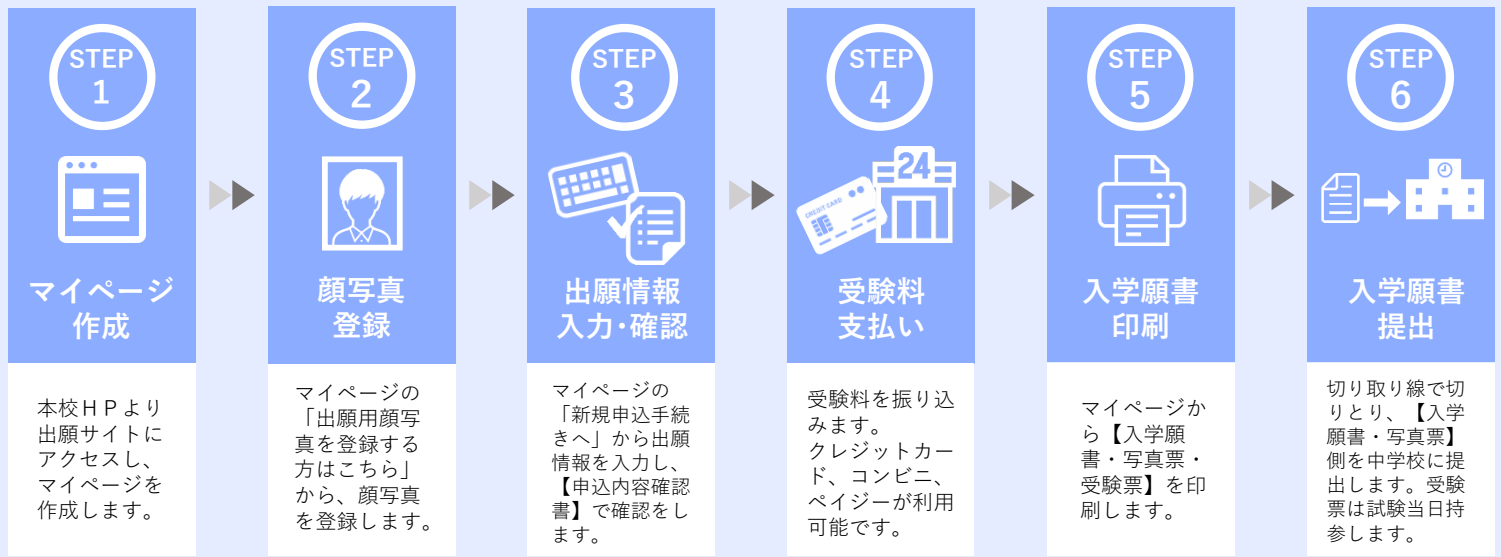 STEP
1
マイページ
作成
本校ＨＰより
出願サイトに
アクセスし、
マイページを
作成します。
STEP
2
顔写真
登録
マイページの
「出願用顔写
真を登録する
方はこちら」
から、顔写真
を登録します。
STEP
3
出願情報
入力･確認
マイページの
「新規申込手続
きへ」から出願
情報を入力し、
【申込内容確認
書】で確認をし
ます。
STEP
4
24
CREDIT CARD
受験料
支払い
受験料を振り込
みます。
クレジットカー
ド、コンビニ、
ペイジーが利用
可能です。
STEP
5
入学願書
印刷
マイページか
ら【入学願
書・写真票・
受験票】を印
刷します。
STEP
6
入学願書
提出
切り取り線で切
りとり、【入学
願書・写真票】
側を中学校に提
出します。受験
票は試験当日持
参します。